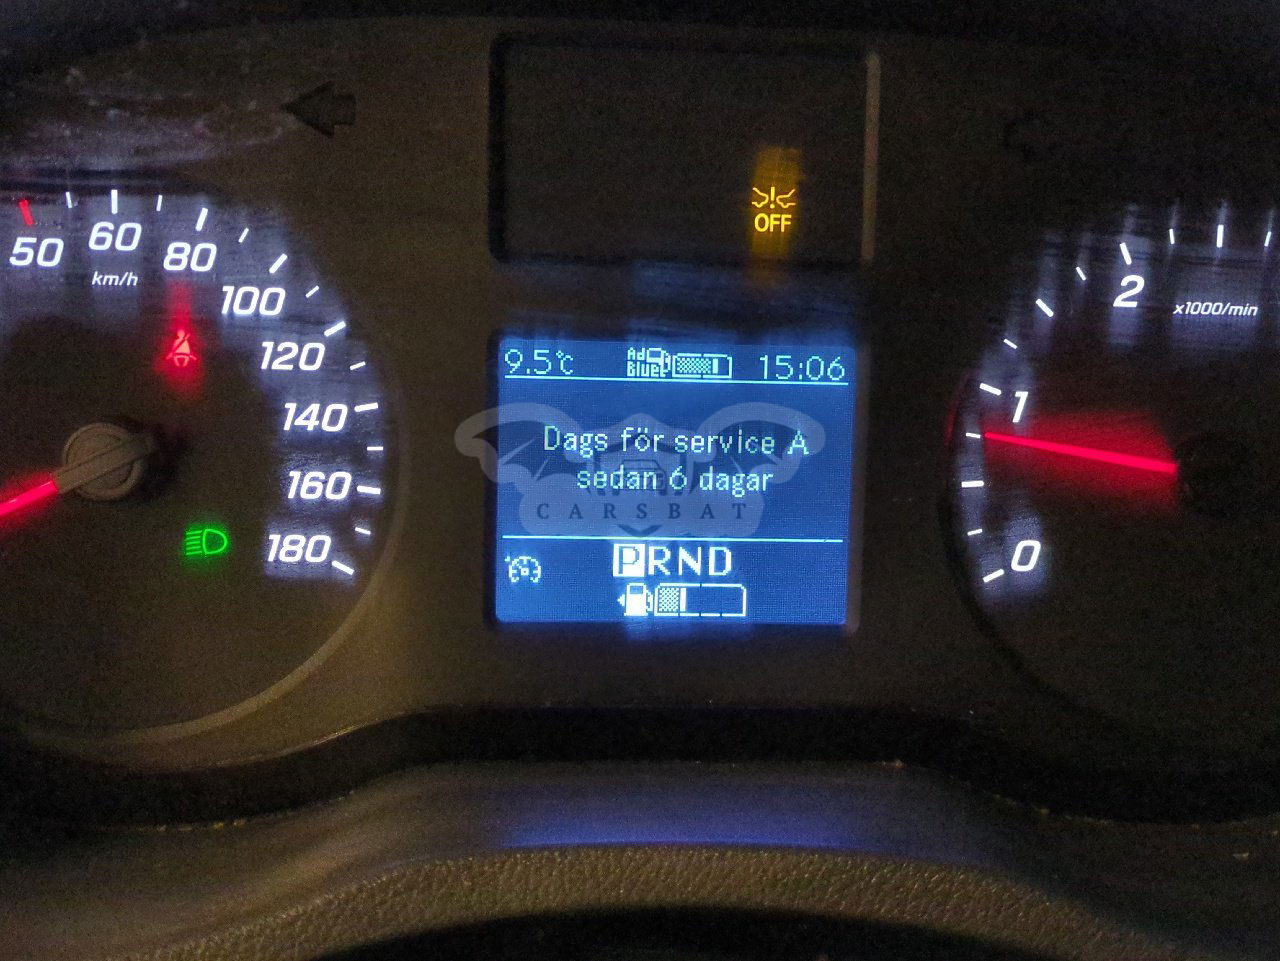 OFF
50
60
80
100
120
140
160
180
km/h
9.5°C
Ad
Blue
15:06
Dags för service A
sedan 6 dagar
CARSBAT
PRND
2
x1000/min
1
0